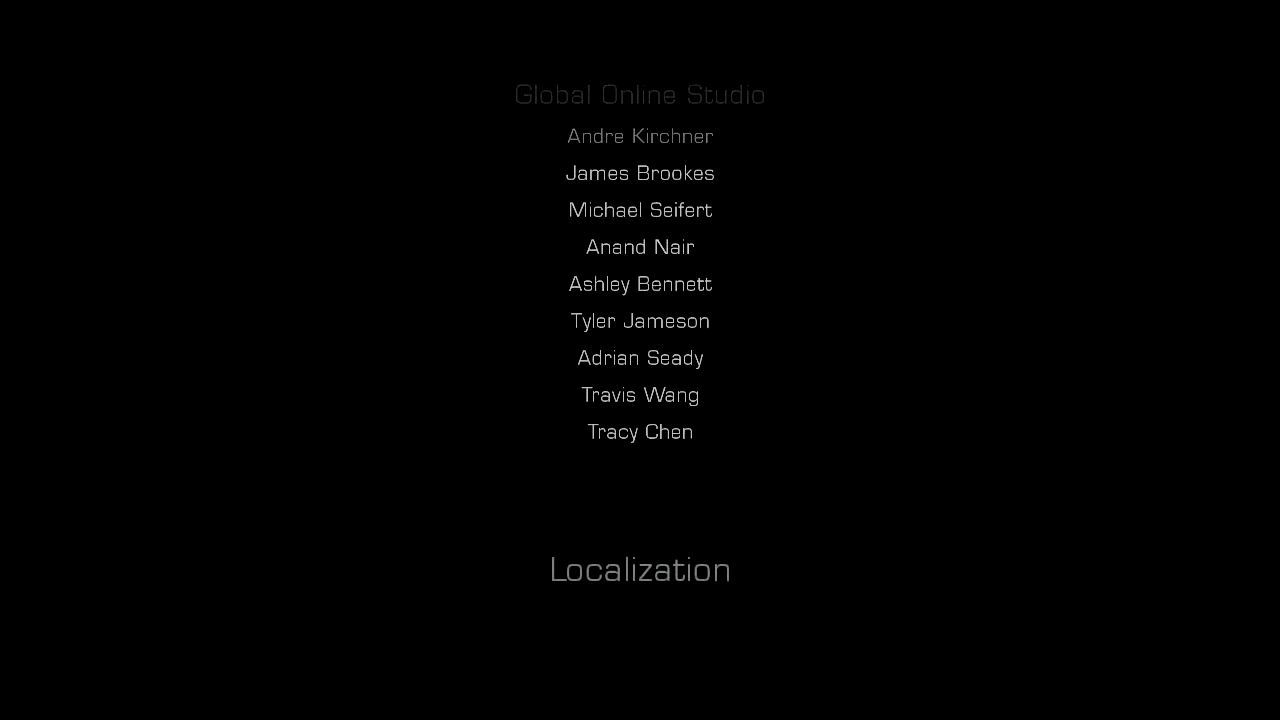 Global Online Studio
Andre Kirchner
James Brookes
Michael Seifert
Anand Nair
Ashley Bennett
Tyler Jameson
Adrian Seady
Travis Wang
Tracy Chen
Localization